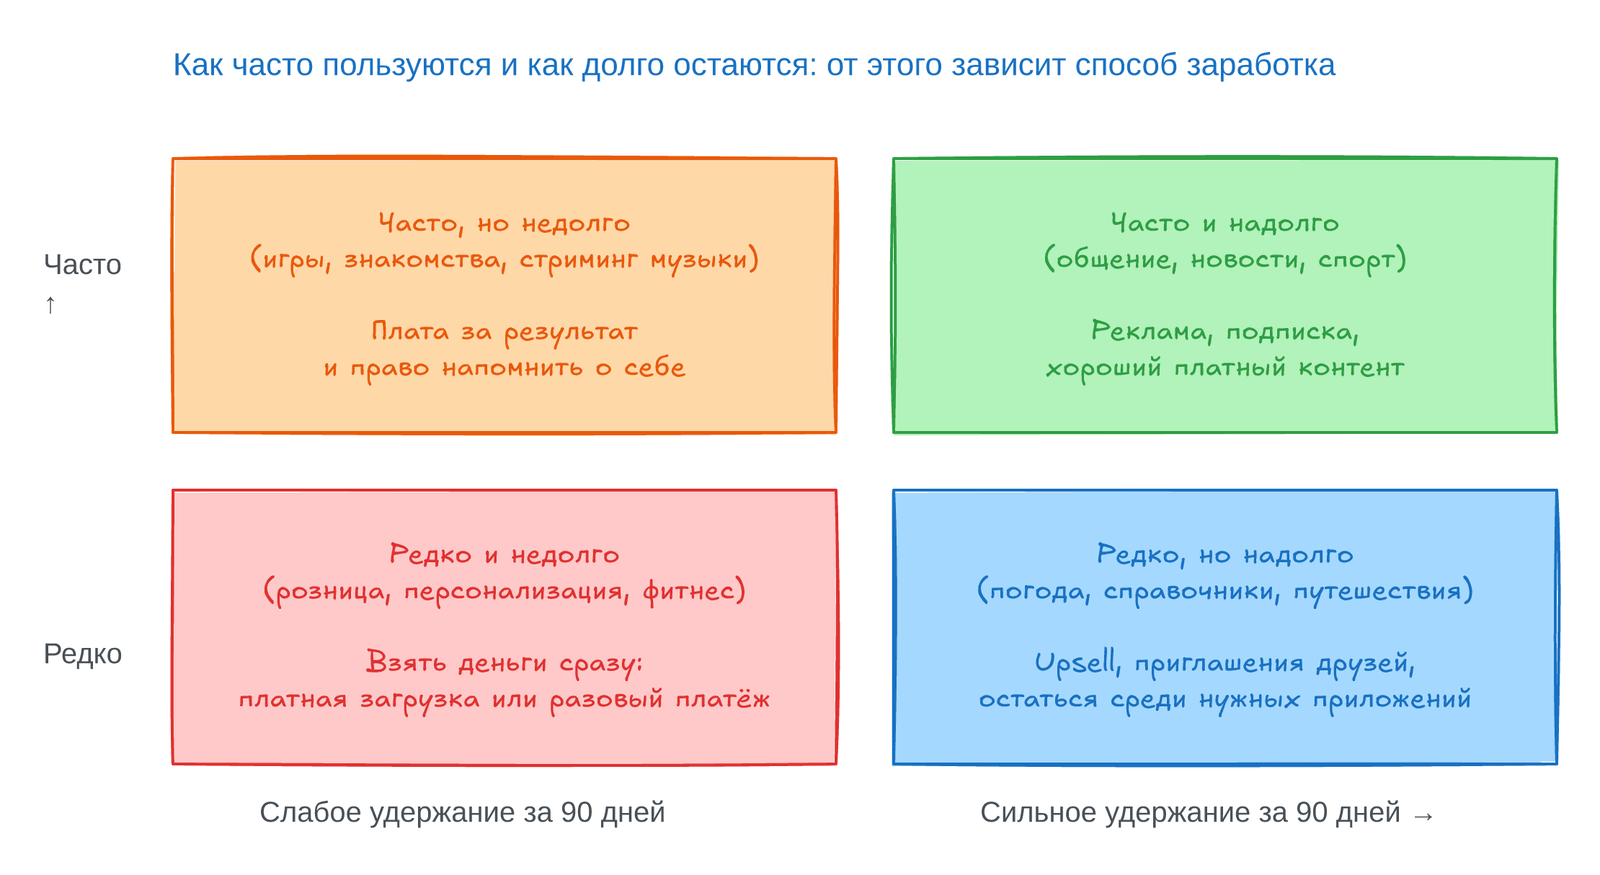 Как часто пользуются и как долго остаются: от этого зависит способ заработка
Часто
↑
Часто, но недолго
(игры, знакомства, стриминг музыки)
Плата за результат
и право напомнить о себе
Часто и надолго
(общение, новости, спорт)
Реклама, подписка,
хороший платный контент
Редко
Редко и недолго
(розница, персонализация, фитнес)
Взять деньги сразу:
платная загрузка или разовый платёж
Редко, но надолго
(погода, справочники, путешествия)
Upsell, приглашения друзей,
остаться среди нужных приложений
Слабое удержание за 90 дней
Сильное удержание за 90 дней →